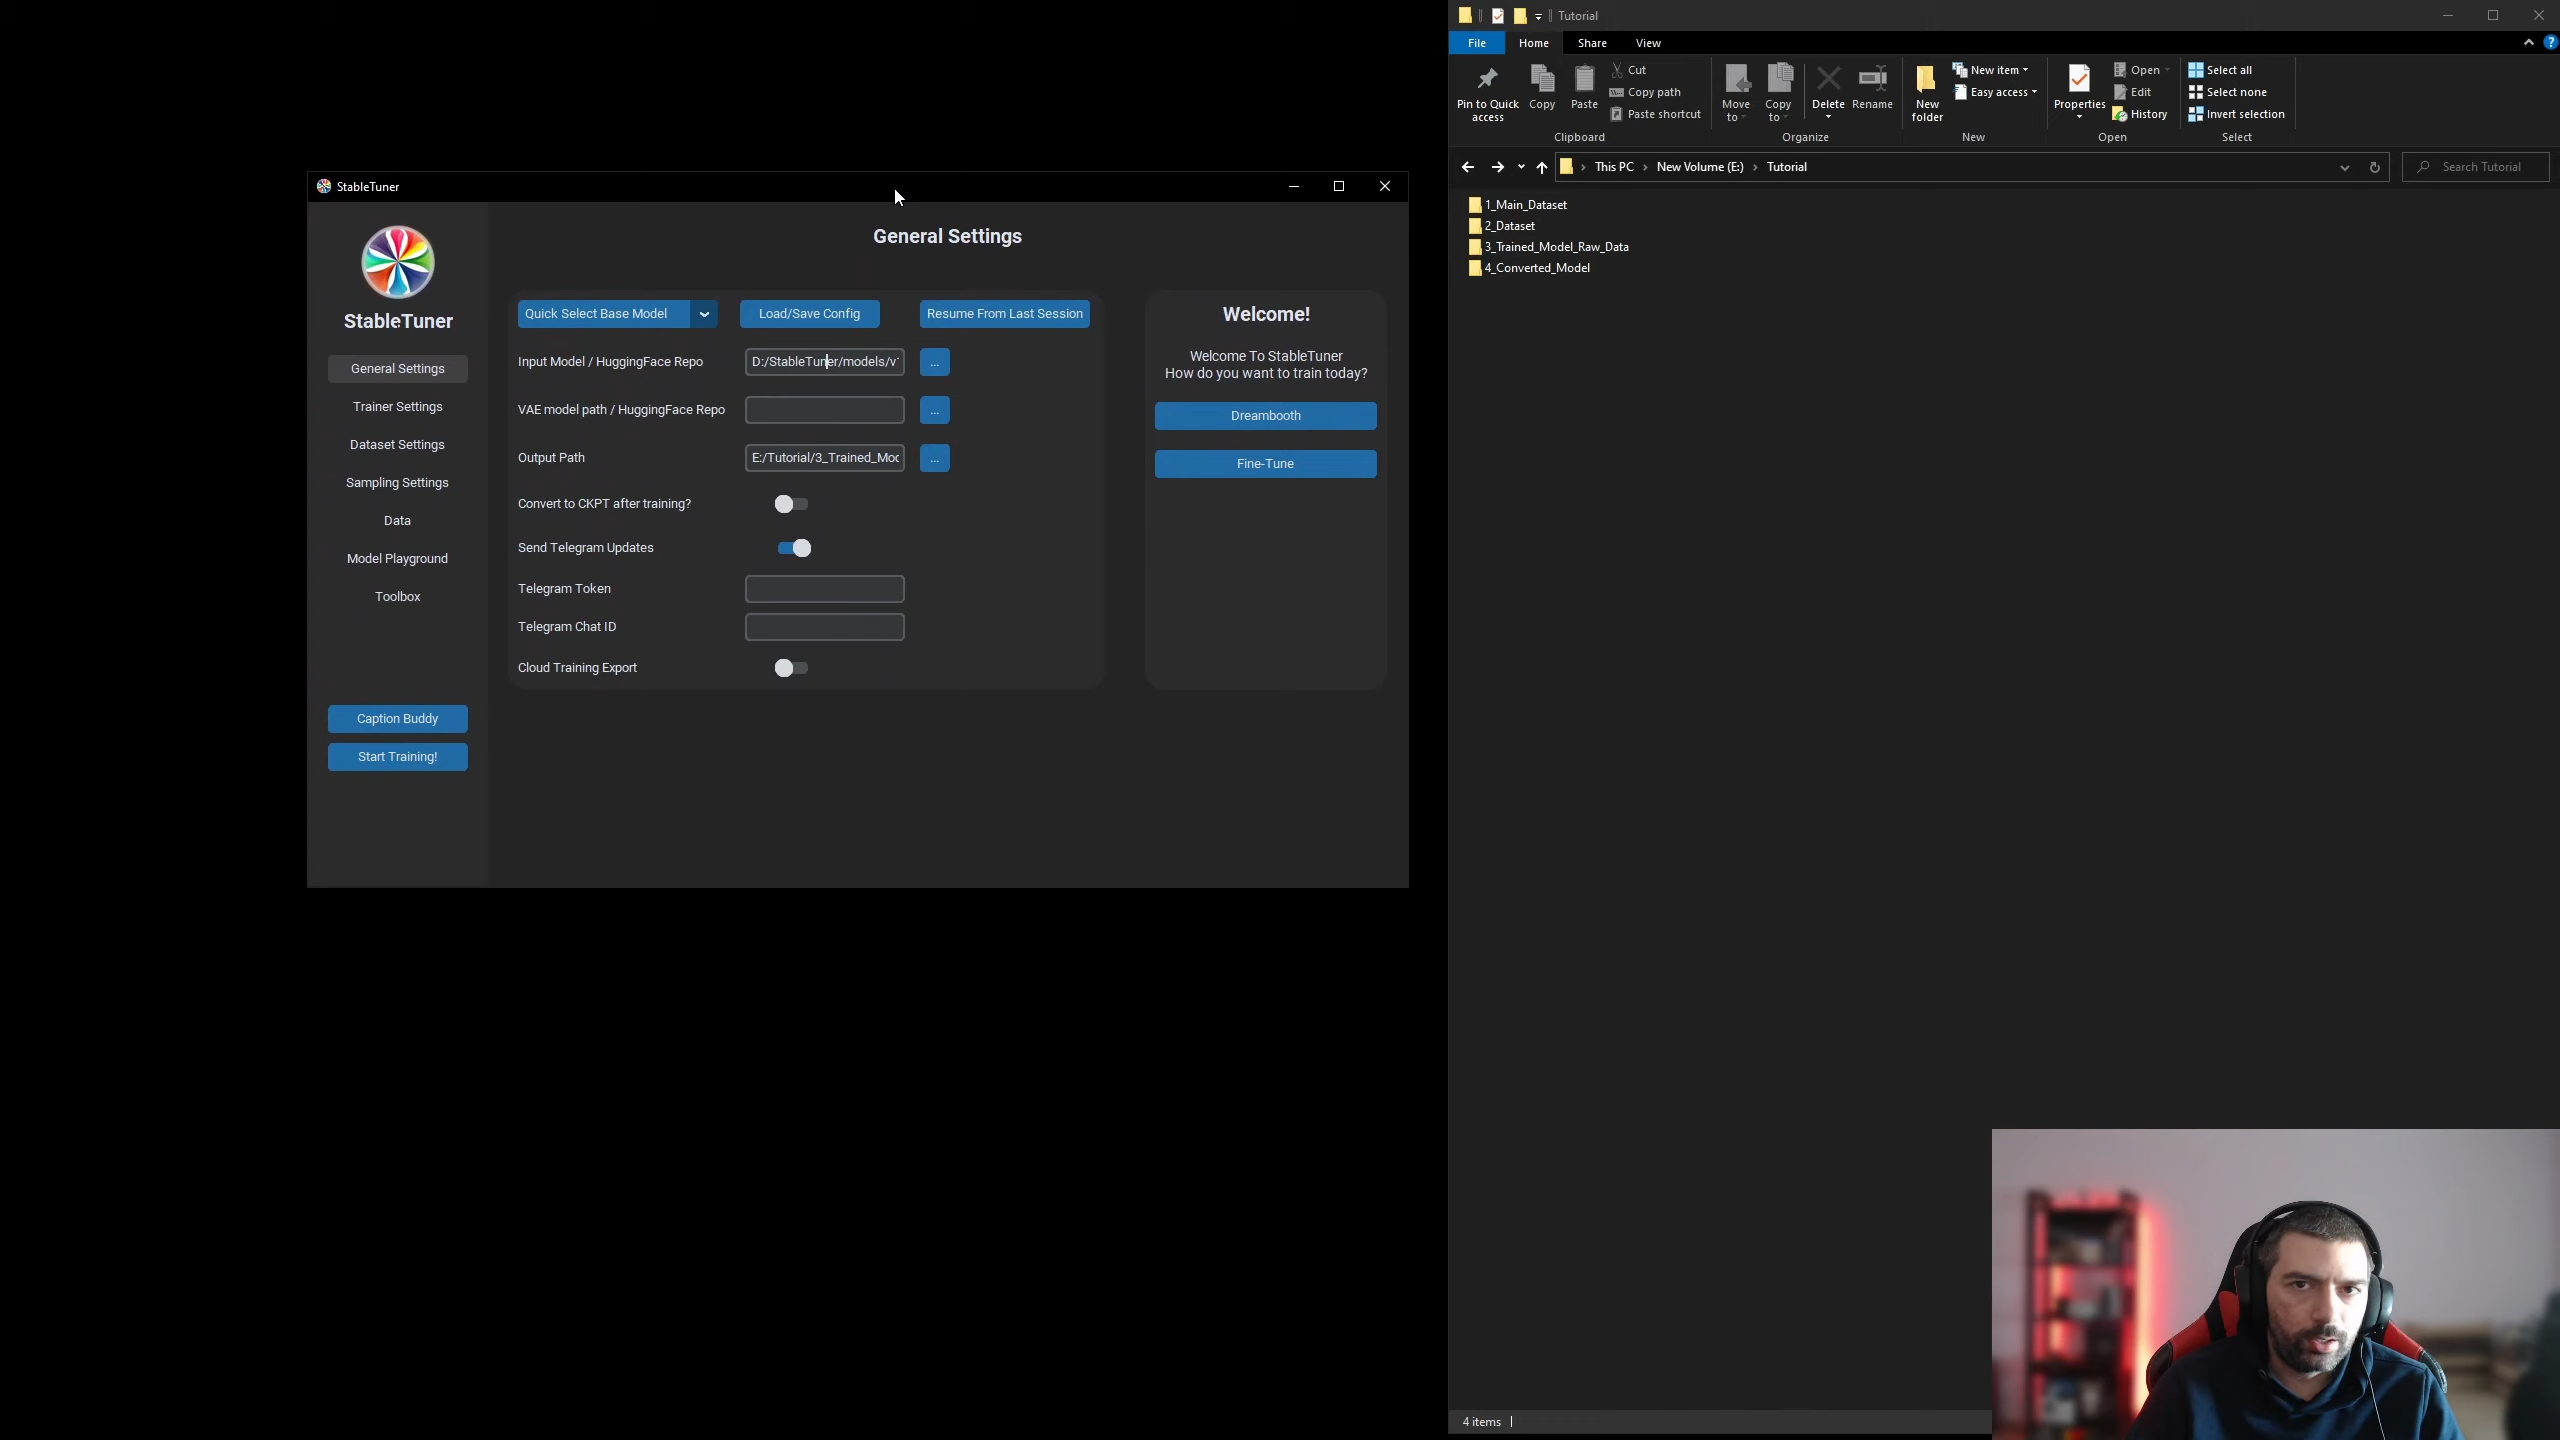 StableTuner
StableTuner
General Settings
Trainer Settings
Dataset Settings
Sampling Settings
Data
Model Playground
Toolbox
Caption Buddy
Start Training!
General Settings
Quick Select Base Model
Load/Save Config
Resume From Last Session
Input Model / HuggingFace Repo
D:/StableTuner/models/v
...
VAE model path / HuggingFace Repo
...
Output Path
E:/Tutorial/3_Trained_Moc
...
Convert to CKPT after training?
Send Telegram Updates
Telegram Token
Telegram Chat ID
Cloud Training Export
Welcome!
Welcome To StableTuner
How do you want to train today?
Dreambooth
Fine-Tune
Tutorial
File
Home
Share
View
Pin to Quick
access
Copy
Paste
Cut
Copy path
Paste shortcut
Clipboard
Move
to
Copy
to
Delete
Rename
Organize
New
folder
New item
Easy access
New
Properties
Open
Edit
History
Open
Select all
Select none
Invert selection
Select
This PC > New Volume (E:) > Tutorial
Search Tutorial
1_Main_Dataset
2_Dataset
3_Trained_Model_Raw_Data
4_Converted_Model
4 items